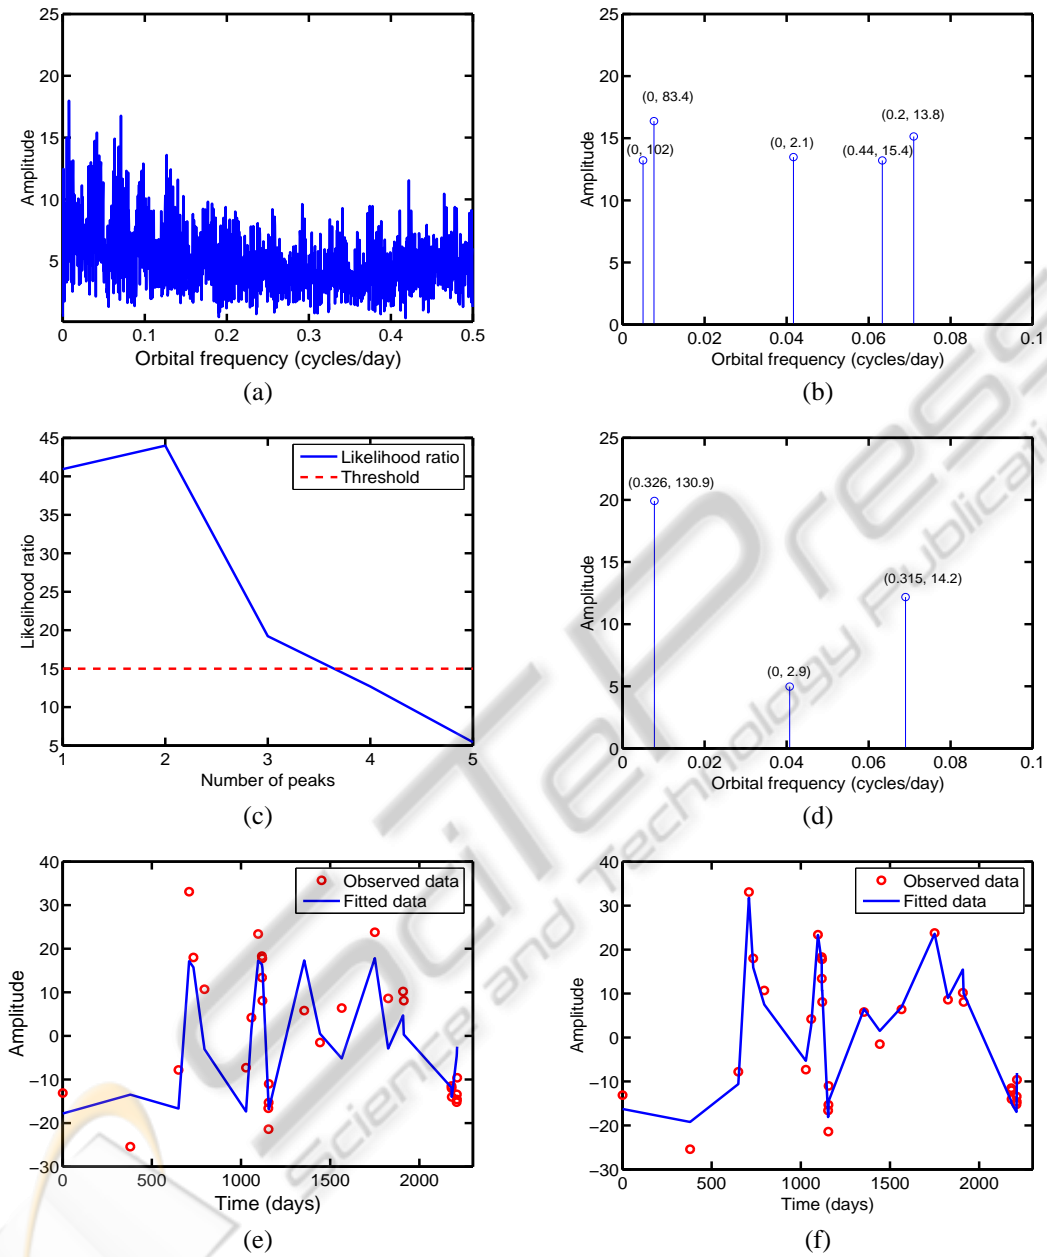 25
20
15
10
5
0 0.1 0.2 0.3 0.4 0.5
Amplitude
Orbital frequency (cycles/day)
(a)
25
20
15
10
5
0
0 0.02 0.04 0.06 0.08 0.1
Amplitude
(0, 102)
(0, 83.4)
(0, 2.1)
(0.44, 15.4)
(0.2, 13.8)
Orbital frequency (cycles/day)
(b)
45
40
35
30
25
20
15
10
5
1 2 3 4 5
Likelihood ratio
Likelihood ratio
Threshold
Number of peaks
(c)
25
20
15
10
5
0
0 0.02 0.04 0.06 0.08 0.1
Amplitude
(0.326, 130.9)
(0, 2.9)
(0.315, 14.2)
Orbital frequency (cycles/day)
(d)
40
30
20
10
0
−10
−20
−30
0 500 1000 1500 2000
Amplitude
Observed data
Fitted data
Time (days)
(e)
40
30
20
10
0
−10
−20
−30
0 500 1000 1500 2000
Amplitude
Observed data
Fitted data
Time (days)
(f)
SciTePress
Science and Technology Publications